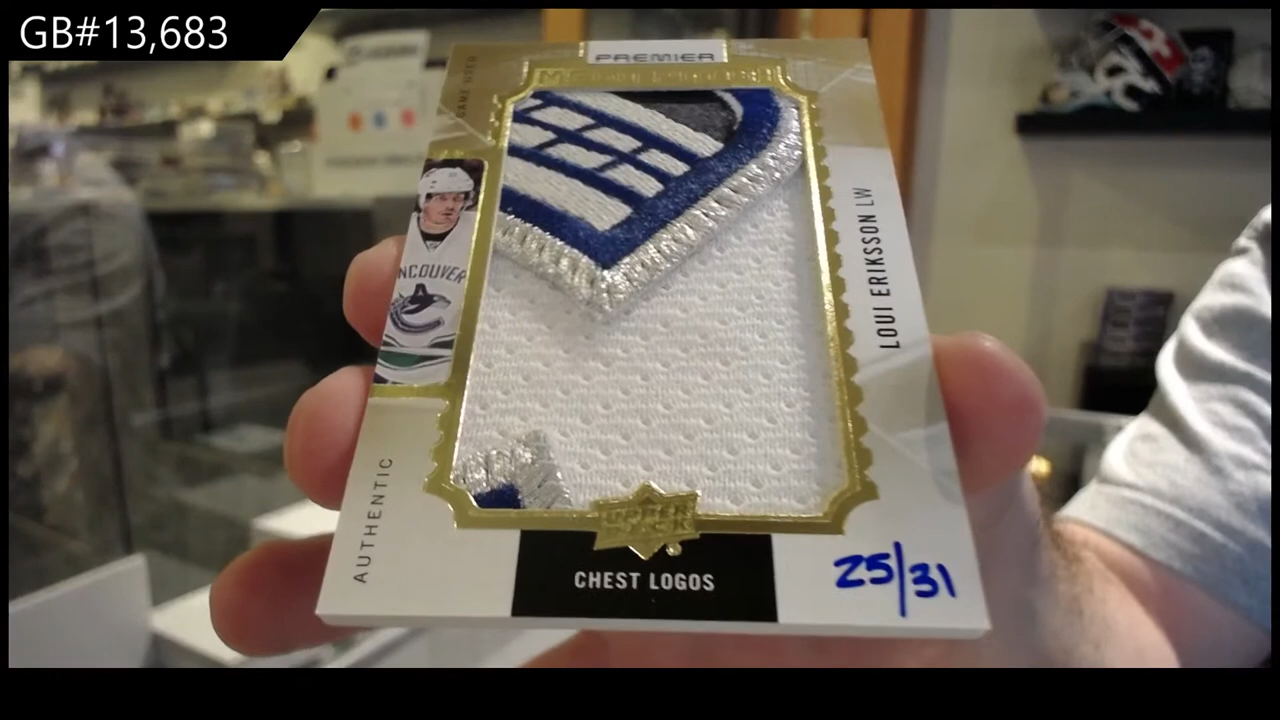 GB#13,683
PREMIER
GAME USED
NCOUVER
LOUI ERIKSSON LW
AUTHENTIC
UPPER DECK
CHEST LOGOS
25/31